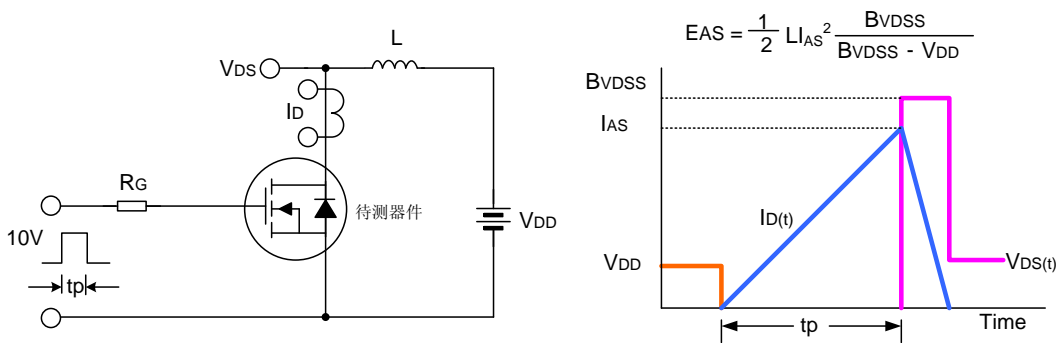 L
VDS
ID
RG
待测器件
10V
tp
VDD
EAS = 1/2 LIAS² BVDSS / (BVDSS - VDD)
BVDSS
IAS
ID(t)
VDD
VDS(t)
tp
Time